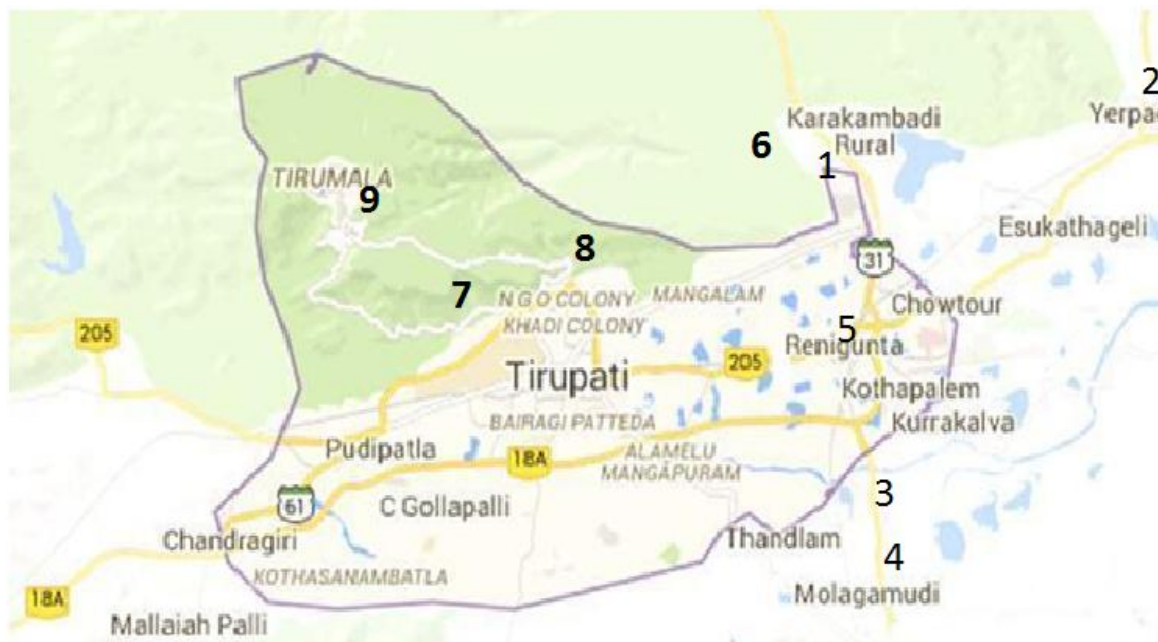 2
Karakambadi
Rural
Yerpa
6
1
TIRUMALA
9
Esukathageli
8
31
7
NGO COLONY
MANGALAM
Chowtour
KHADI COLONY
5
205
Renigunta
Tirupati
205
Kothapalem
BAIRAGI PATTEDA
Kurrakalva
Pudipatla
18A
ALAMELU
MANGAPURAM
61
C Gollapalli
3
Chandragiri
Thandlam
4
KOTHASANAMBATLA
Molagamudi
18A
Mallaiah Palli